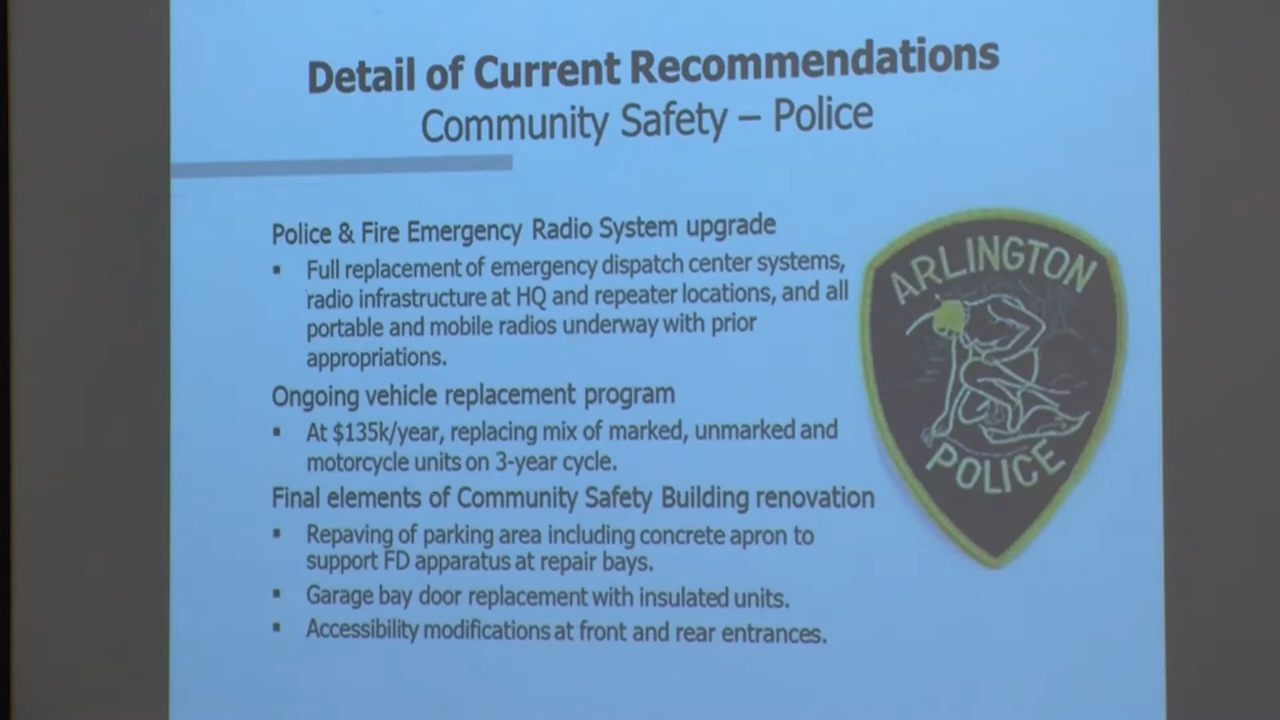 Detail of Current Recommendations
Community Safety – Police
Police & Fire Emergency Radio System upgrade
▪ Full replacement of emergency dispatch center systems,
radio infrastructure at HQ and repeater locations, and all
portable and mobile radios underway with prior
appropriations.
Ongoing vehicle replacement program
▪ At $135k/year, replacing mix of marked, unmarked and
motorcycle units on 3-year cycle.
Final elements of Community Safety Building renovation
▪ Repaving of parking area including concrete apron to
support FD apparatus at repair bays.
▪ Garage bay door replacement with insulated units.
▪ Accessibility modifications at front and rear entrances.
ARLINGTON
POLICE